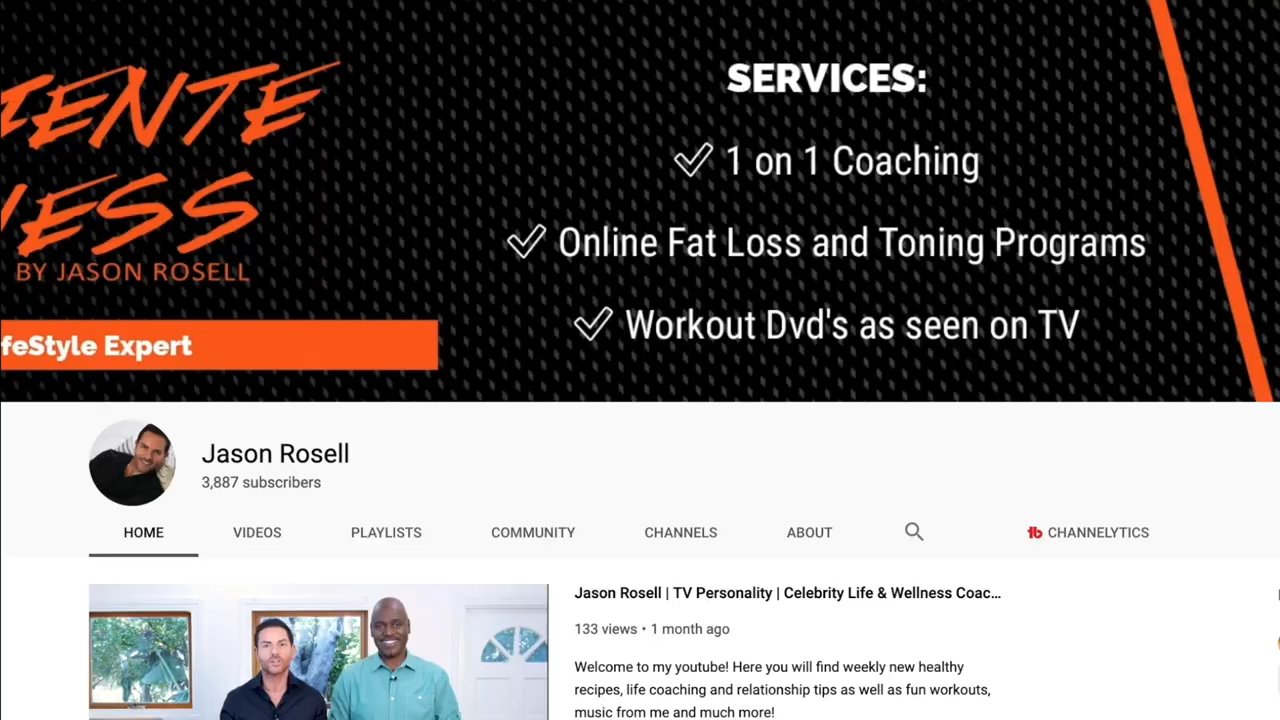 IENTE
NESS
BY JASON ROSELL
feStyle Expert
SERVICES:
1 on 1 Coaching
Online Fat Loss and Toning Programs
Workout Dvd's as seen on TV
Jason Rosell
3,887 subscribers
HOME VIDEOS PLAYLISTS COMMUNITY CHANNELS ABOUT tb CHANNELYTICS
Jason Rosell | TV Personality | Celebrity Life & Wellness Coac...
133 views • 1 month ago
Welcome to my youtube! Here you will find weekly new healthy
recipes, life coaching and relationship tips as well as fun workouts,
music from me and much more!